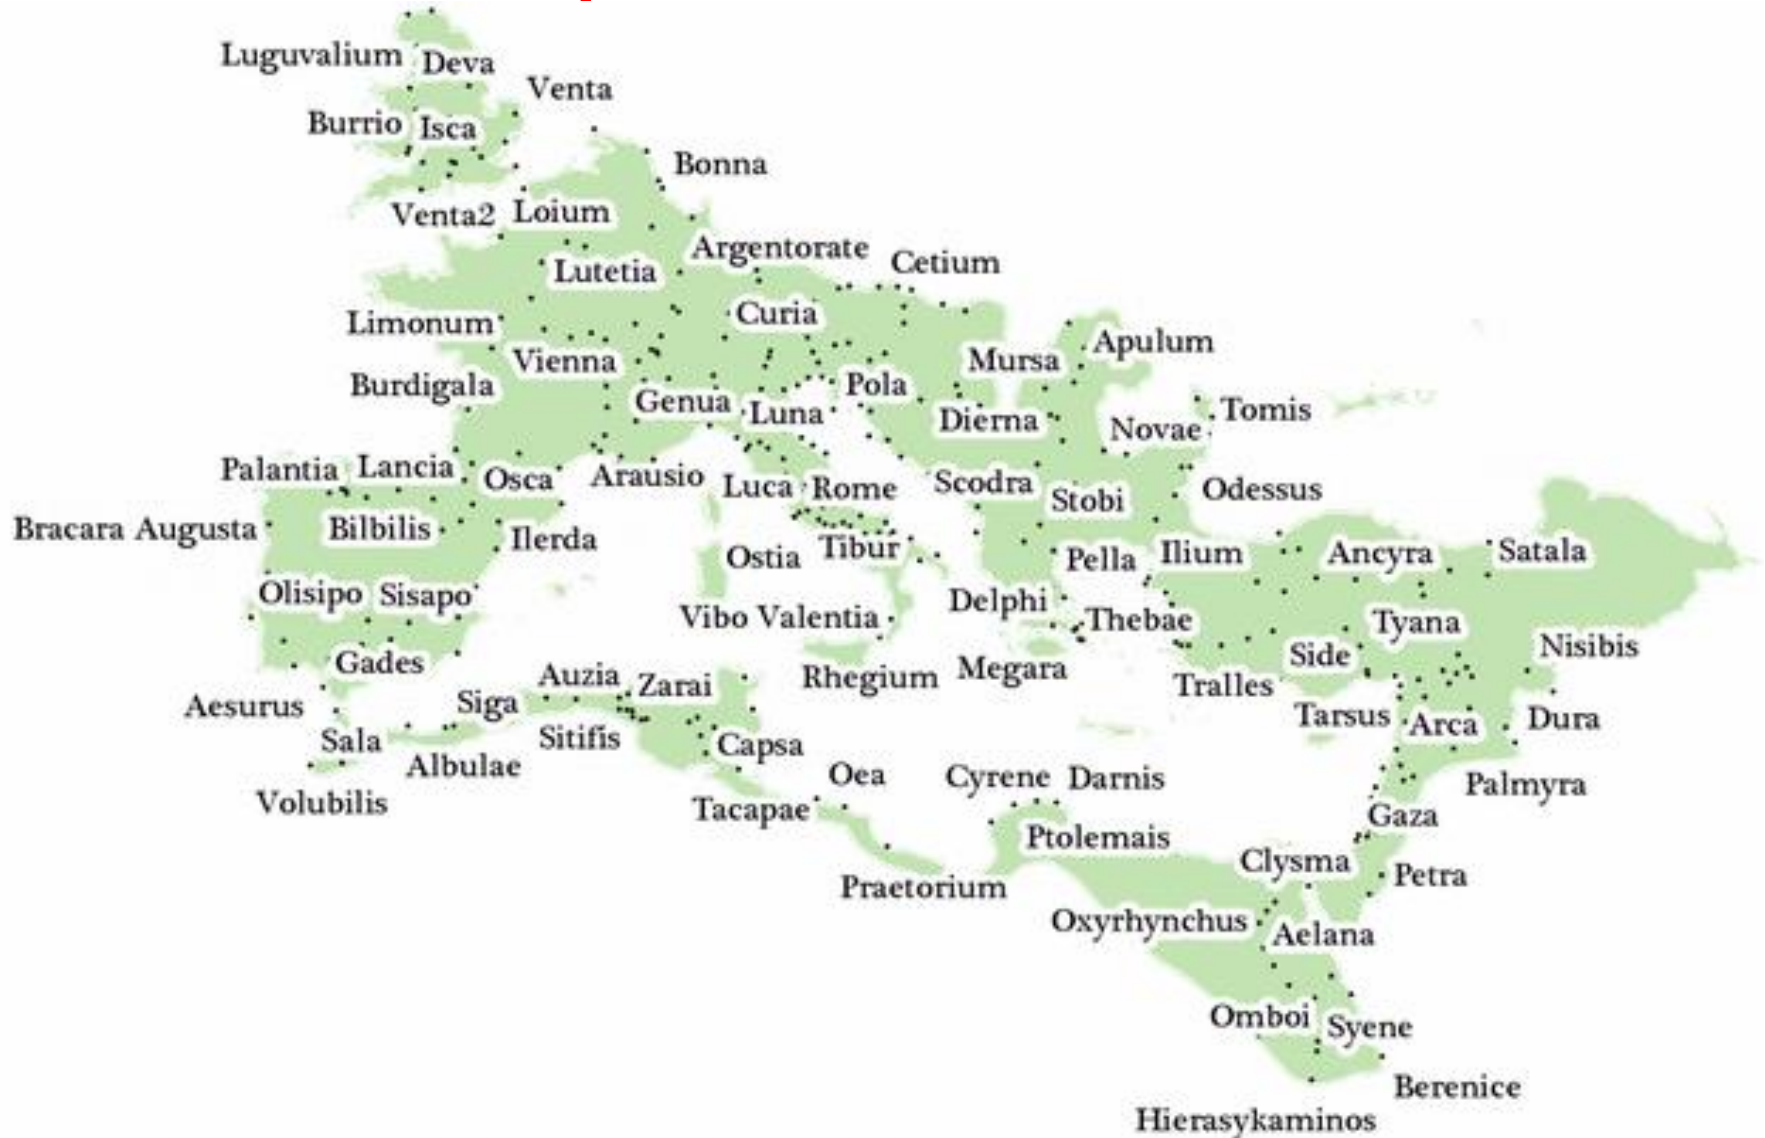 Luguvalium
Deva
Venta
Burrio
Isca
Bonna
Venta2
Loium
Argentorate
Cetium
Lutetia
Curia
Limonum
Apulum
Vienna
Mursa
Burdigala
Pola
Genua
Luna
Tomis
Dierna
Novae
Palantia
Lancia
Osca
Arausio
Luca
Rome
Scodra
Stobi
Odessus
Bracara Augusta
Bilbilis
Ilerda
Ostia
Tibur
Pella
Ilium
Ancyra
Satala
Olisipo
Sisapo
Vibo Valentia
Delphi
Thebae
Tyana
Nisibis
Gades
Side
Rhegium
Megara
Tralles
Auzia
Zarai
Aesurus
Siga
Tarsus
Arca
Dura
Sala
Sitifis
Capsa
Albulae
Oea
Cyrene
Darnis
Palmyra
Volubilis
Tacapae
Gaza
Ptolemais
Clysma
Petra
Praetorium
Oxyrhynchus
Aelana
Omboi
Syene
Berenice
Hierasykaminos